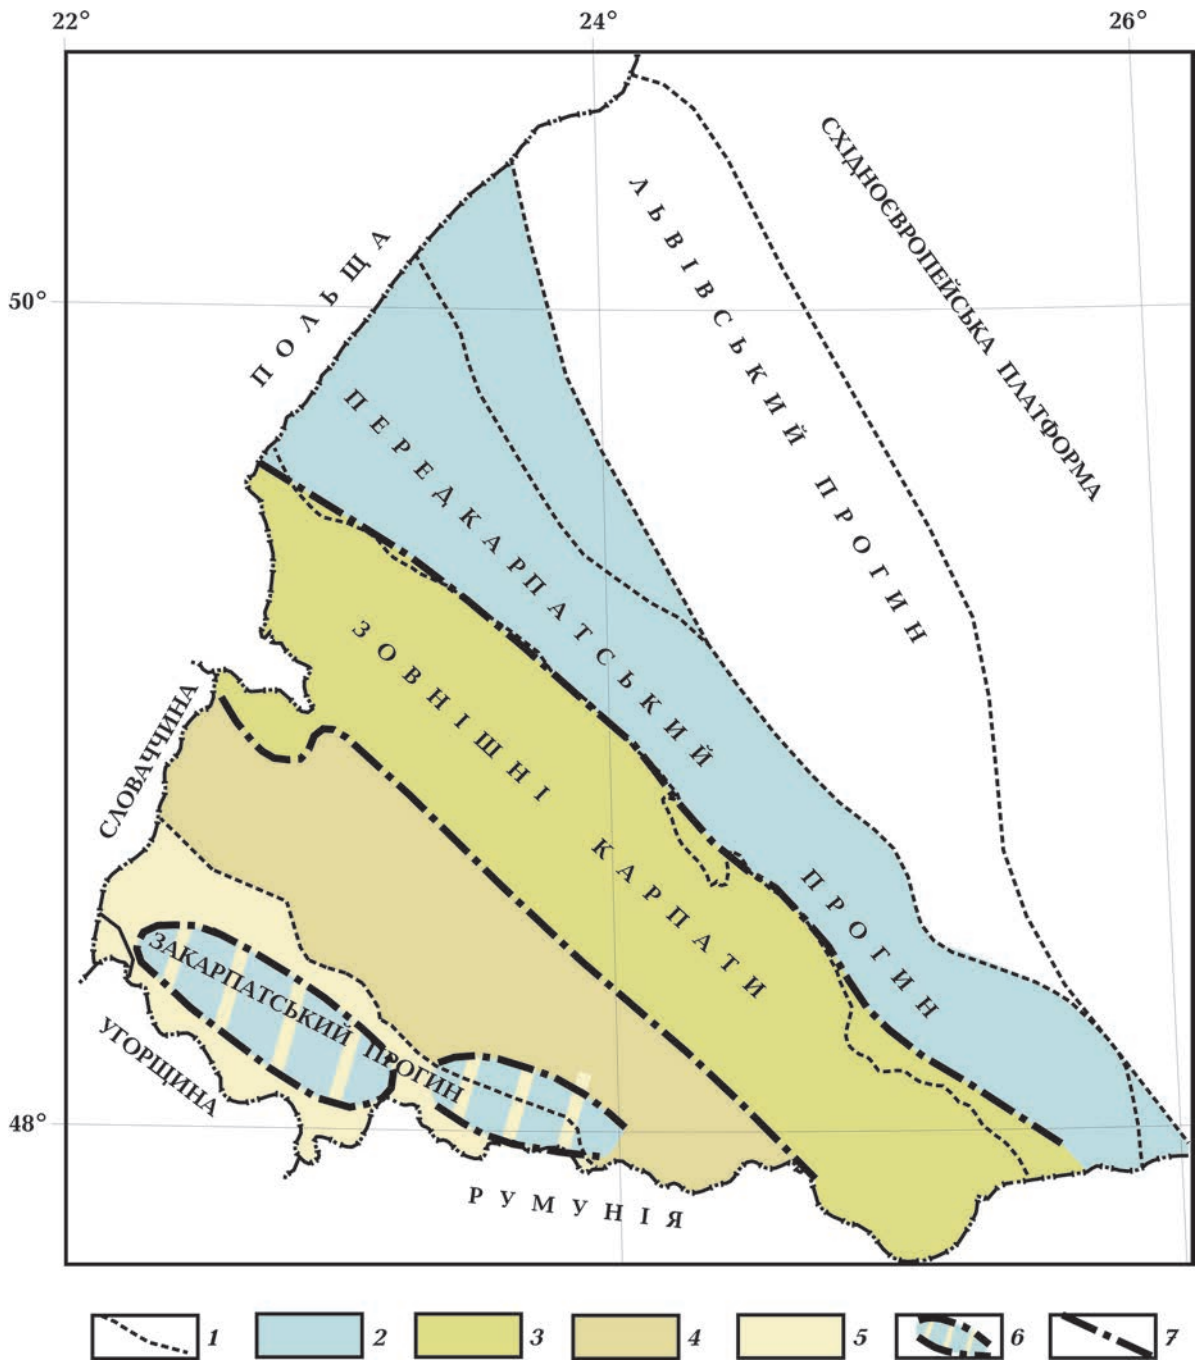 22°
24°
26°
СХІДНОЄВРОПЕЙСЬКА ПЛАТФОРМА
ЛЬВІВСЬКИЙ ПРОГИН
ПОЛЬЩА
50°
ПЕРЕДКАРПАТСЬКИЙ ПРОГИН
ЗОВНІШНІ КАРПАТИ
СЛОВАЧЧИНА
ЗАКАРПАТСЬКИЙ ПРОГИН
УГОРЩИНА
48°
РУМУНІЯ
1
2
3
4
5
6
7